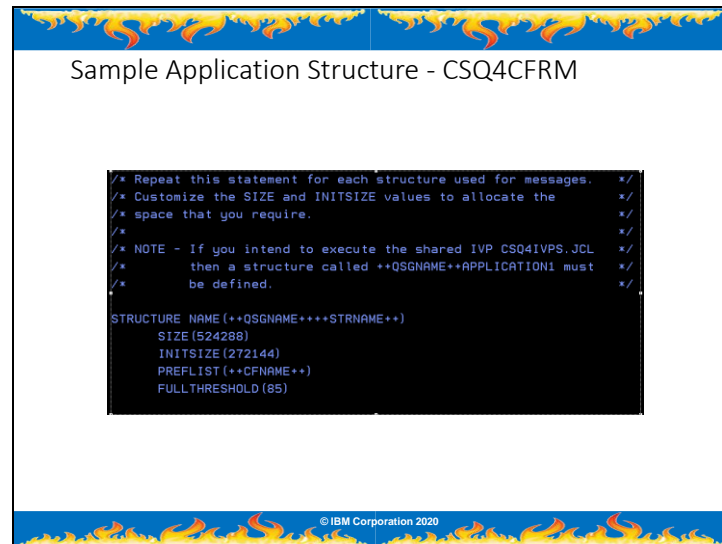 Sample Application Structure - CSQ4CFRM
/* Repeat this statement for each structure used for messages. */
/* Customize the SIZE and INITSIZE values to allocate the */
/* space that you require. */
/* */
/* NOTE - If you intend to execute the shared IVP CSQ4IVPS.JCL */
/* then a structure called ++QSGNAME++APPLICATION1 must */
/* be defined. */
STRUCTURE NAME(++QSGNAME++++STRNAME++)
SIZE(524288)
INITSIZE(272144)
PREFLIST(++CFNAME++)
FULLTHRESHOLD(85)
© IBM Corporation 2020